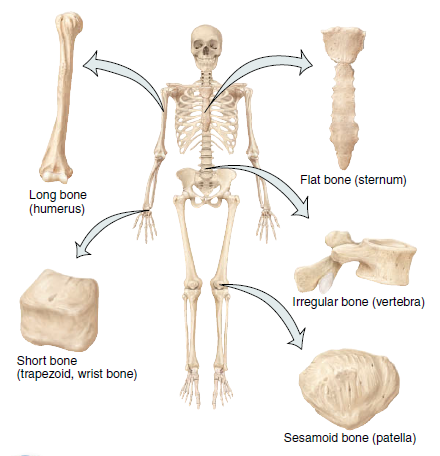 Long bone
(humerus)
Flat bone (sternum)
Irregular bone (vertebra)
Short bone
(trapezoid, wrist bone)
Sesamoid bone (patella)